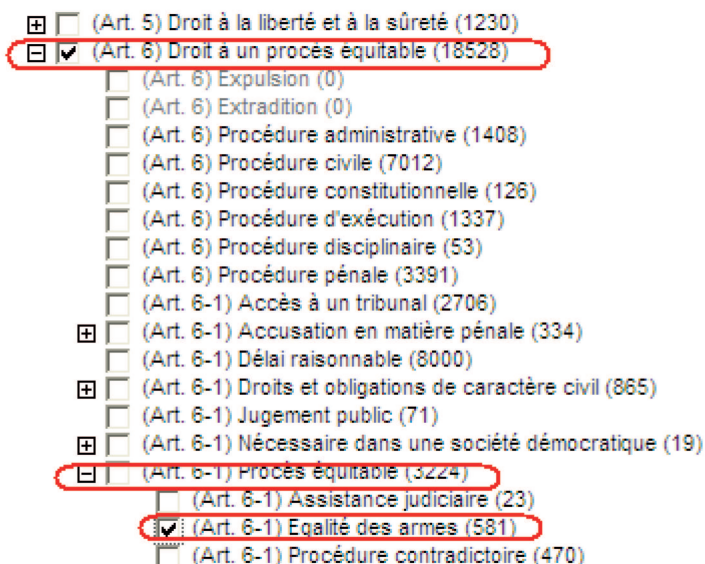 (Art. 5) Droit à la liberté et à la sûreté (1230)
(Art. 6) Droit à un procès équitable (18528)
(Art. 6) Expulsion (0)
(Art. 6) Extradition (0)
(Art. 6) Procédure administrative (1408)
(Art. 6) Procédure civile (7012)
(Art. 6) Procédure constitutionnelle (126)
(Art. 6) Procédure d'exécution (1337)
(Art. 6) Procédure disciplinaire (53)
(Art. 6) Procédure pénale (3391)
(Art. 6-1) Accès à un tribunal (2706)
(Art. 6-1) Accusation en matière pénale (334)
(Art. 6-1) Délai raisonnable (8000)
(Art. 6-1) Droits et obligations de caractère civil (865)
(Art. 6-1) Jugement public (71)
(Art. 6-1) Nécessaire dans une société démocratique (19)
(Art. 6-1) Procès équitable (3224)
(Art. 6-1) Assistance judiciaire (23)
(Art. 6-1) Egalité des armes (581)
(Art. 6-1) Procédure contradictoire (470)